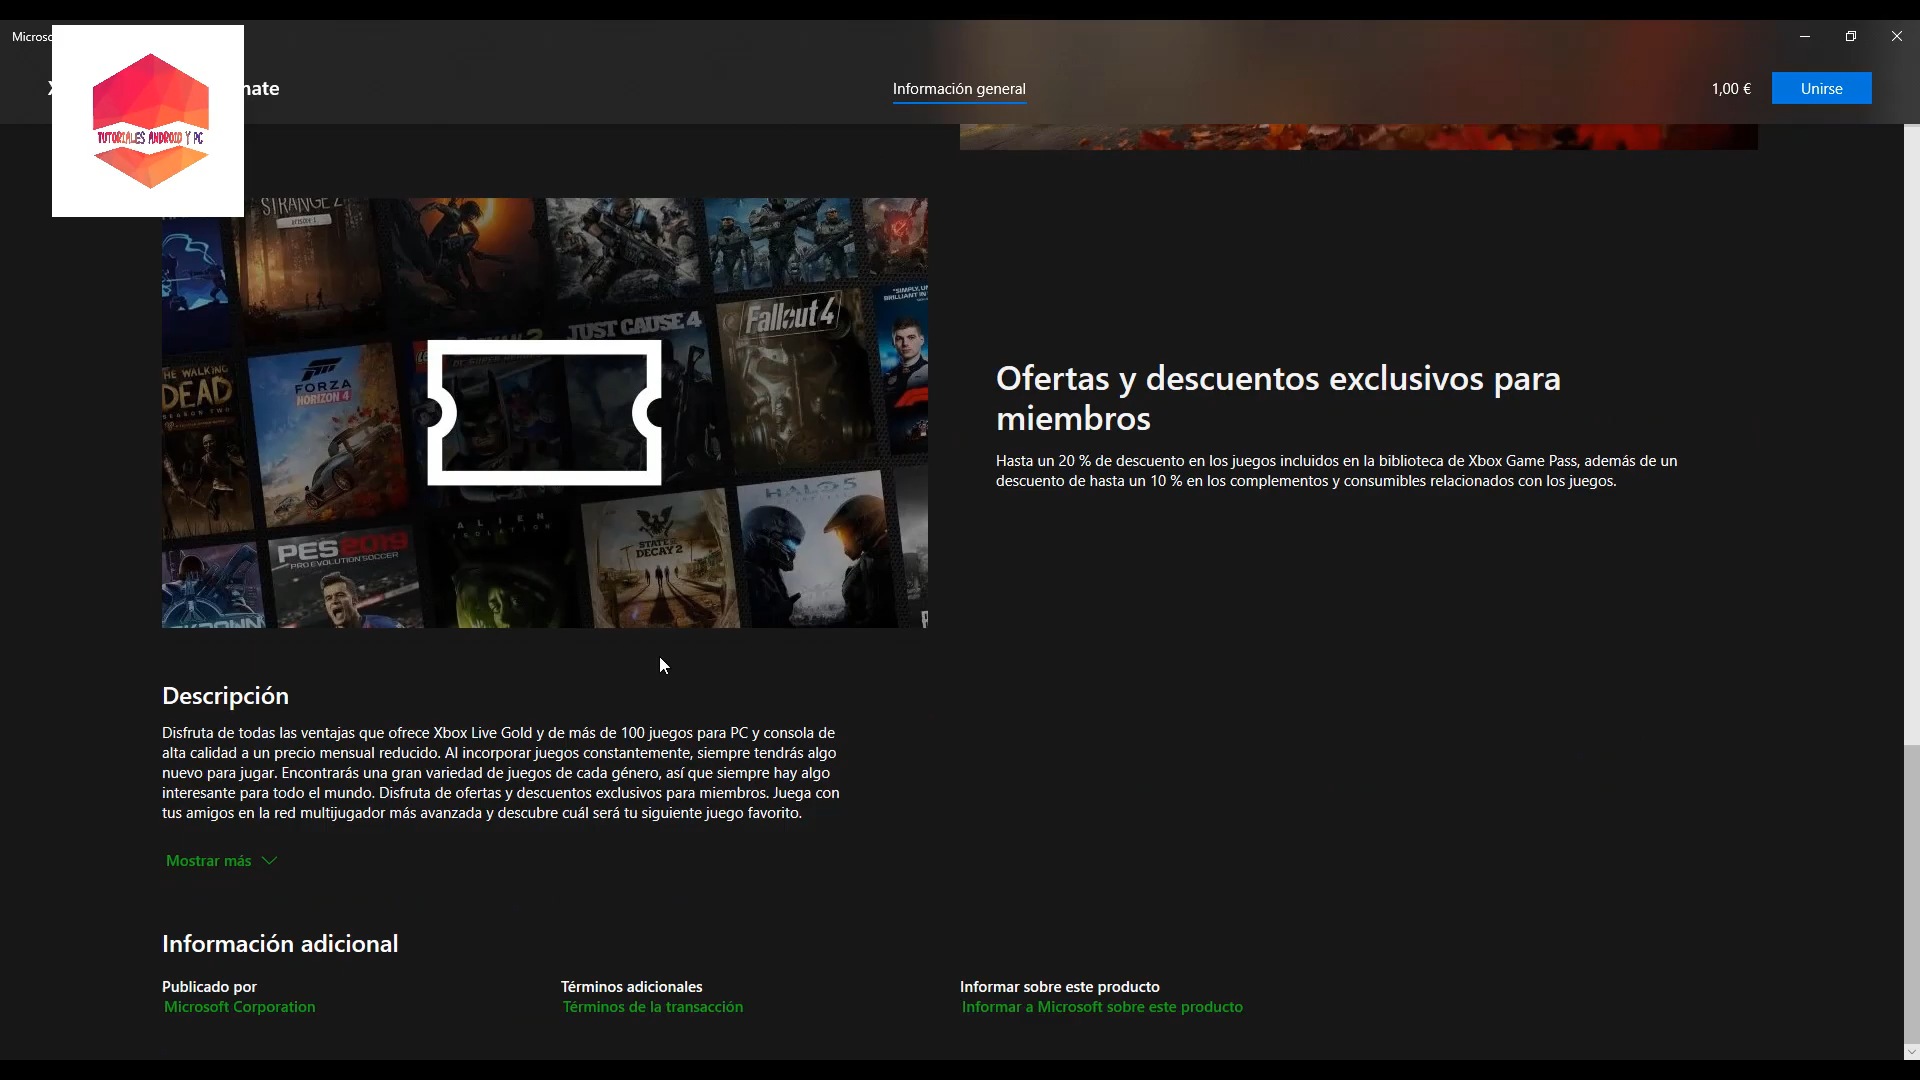 Microso
nate
Información general
1,00 €
Unirse
TUTORIALES ANDROID Y PC
STRANGE 2
EPISODE 1
JUST CAUSE 4
Fallout 4
THE WALKING
DEAD
SEASON TWO
FORZA
HORIZON 4
Ofertas y descuentos exclusivos para
miembros
Hasta un 20 % de descuento en los juegos incluidos en la biblioteca de Xbox Game Pass, además de un
descuento de hasta un 10 % en los complementos y consumibles relacionados con los juegos.
HALO 5
ALIEN
ISOLATION
STATE OF
DECAY 2
PES 2019
PRO EVOLUTION SOCCER
Descripción
Disfruta de todas las ventajas que ofrece Xbox Live Gold y de más de 100 juegos para PC y consola de
alta calidad a un precio mensual reducido. Al incorporar juegos constantemente, siempre tendrás algo
nuevo para jugar. Encontrarás una gran variedad de juegos de cada género, así que siempre hay algo
interesante para todo el mundo. Disfruta de ofertas y descuentos exclusivos para miembros. Juega con
tus amigos en la red multijugador más avanzada y descubre cuál será tu siguiente juego favorito.
Mostrar más
Información adicional
Publicado por
Microsoft Corporation
Términos adicionales
Términos de la transacción
Informar sobre este producto
Informar a Microsoft sobre este producto